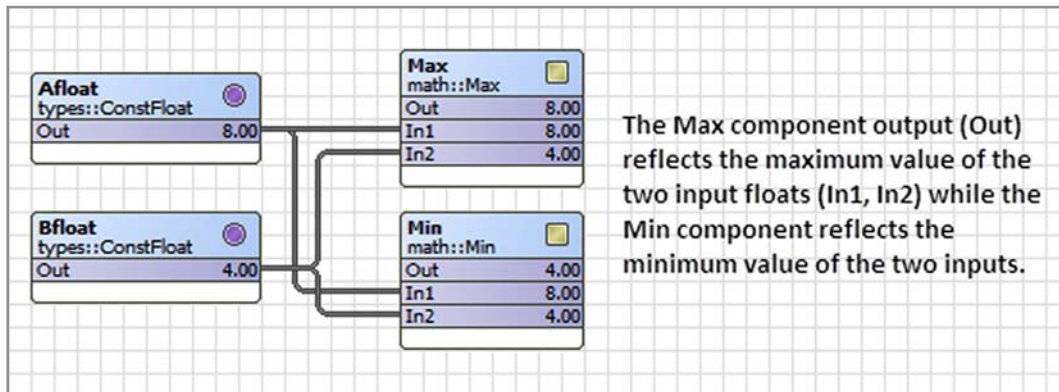 Afloat
types::ConstFloat
Out 8.00
Bfloat
types::ConstFloat
Out 4.00
Max
math::Max
Out 8.00
In1 8.00
In2 4.00
Min
math::Min
Out 4.00
In1 8.00
In2 4.00
The Max component output (Out)
reflects the maximum value of the
two input floats (In1, In2) while the
Min component reflects the
minimum value of the two inputs.